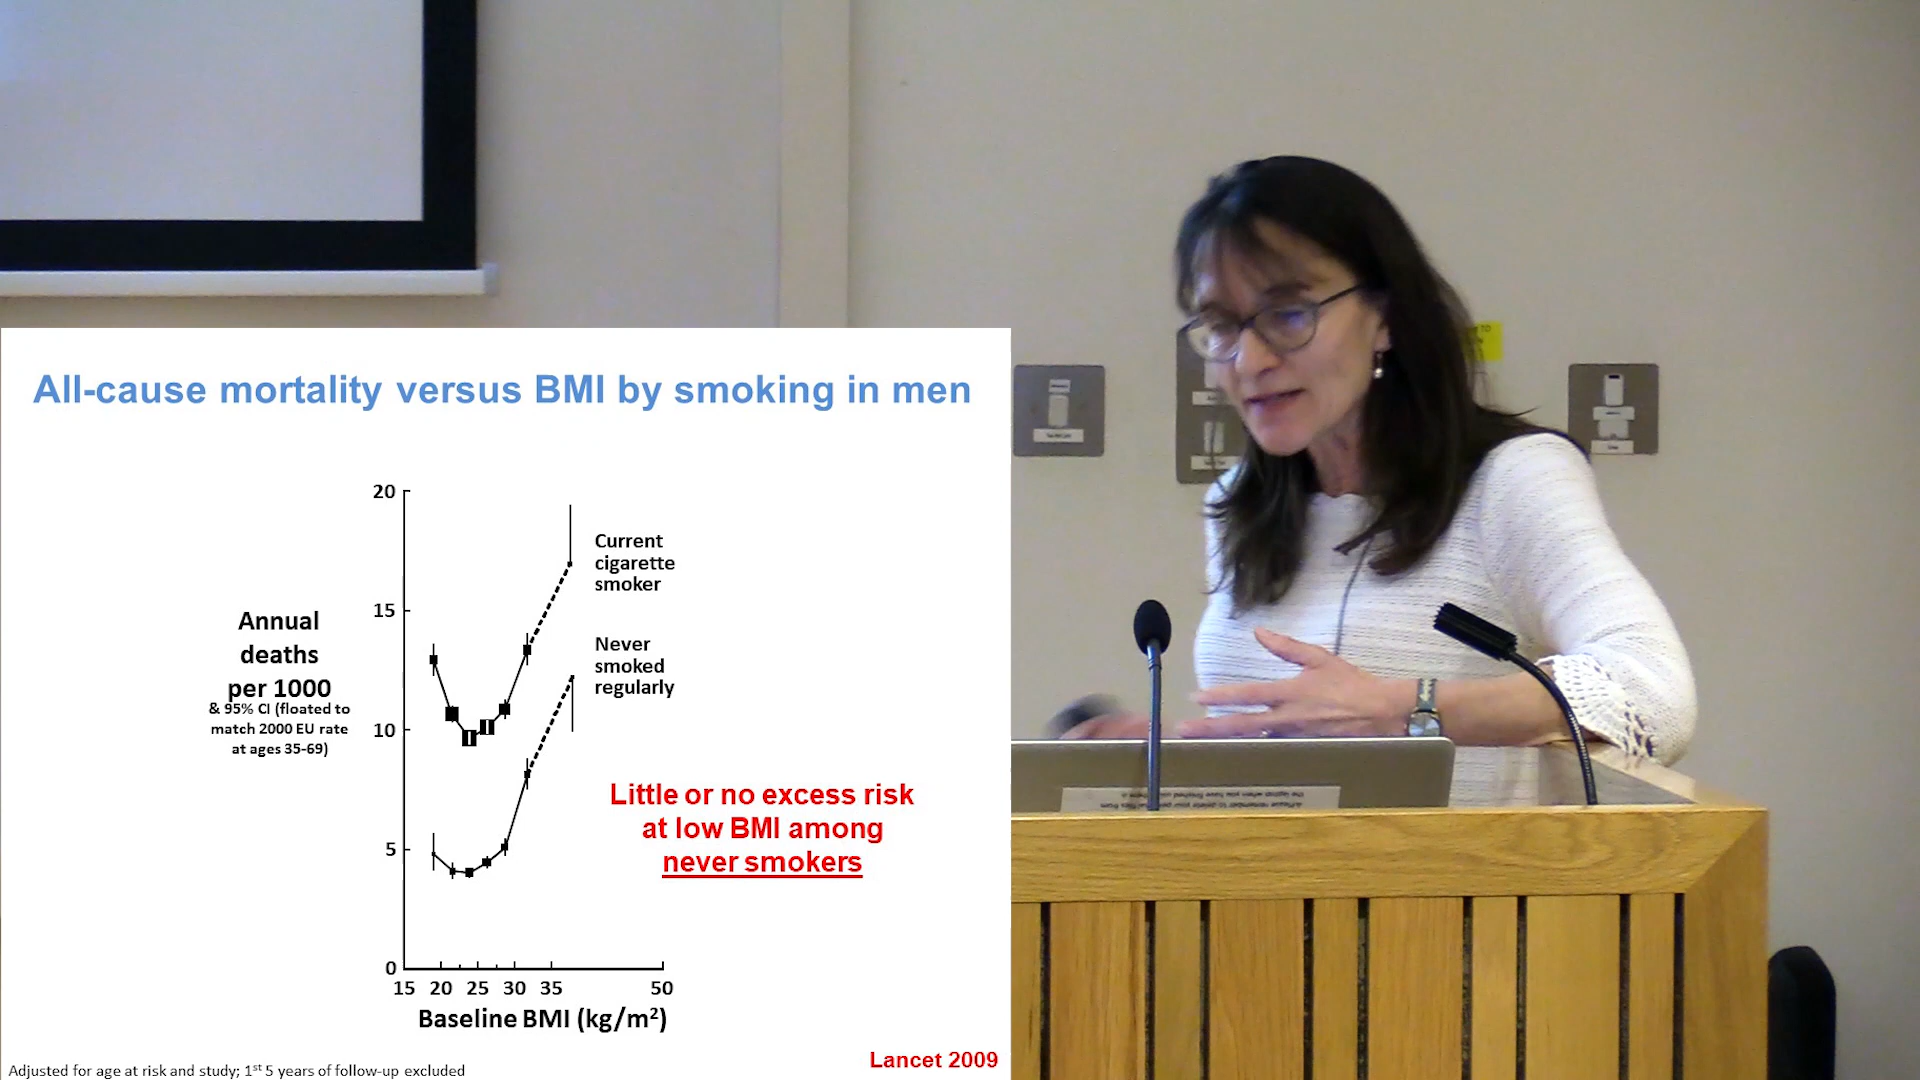 All-cause mortality versus BMI by smoking in men
20
15
10
5
0
15 20 25 30 35 50
Annual
deaths
per 1000
& 95% CI (floated to
match 2000 EU rate
at ages 35-69)
Current
cigarette
smoker
Never
smoked
regularly
Little or no excess risk
at low BMI among
never smokers
Baseline BMI (kg/m²)
Lancet 2009
Adjusted for age at risk and study; 1st 5 years of follow-up excluded